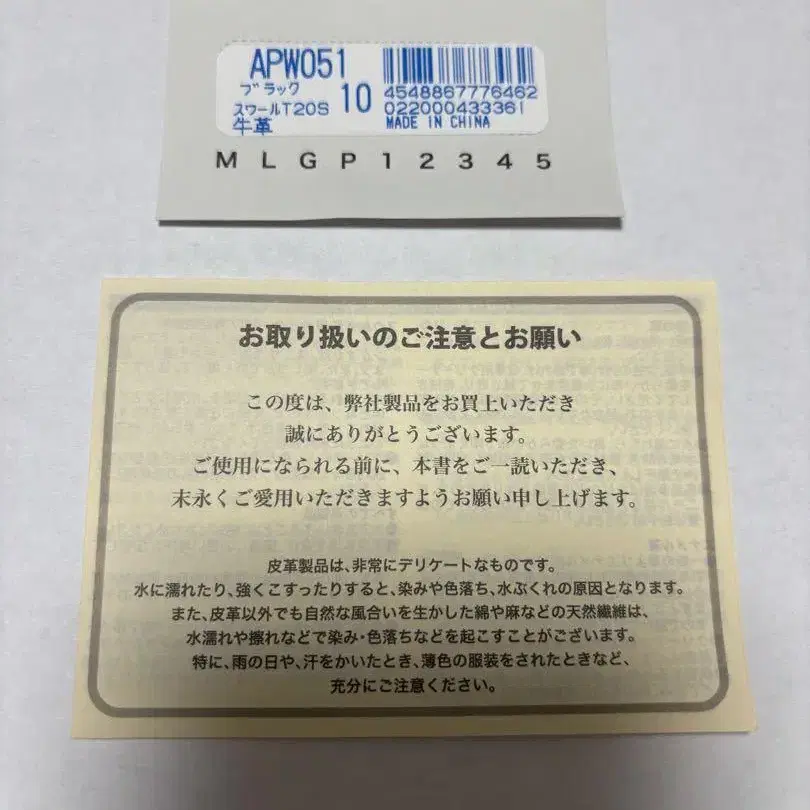 APW051
ブラック
スワールT20S
牛革
10
4548867776462
022000433361
MADE IN CHINA
M L G P 1 2 3 4 5
お取り扱いのご注意とお願い
この度は、弊社製品をお買上いただき
誠にありがとうございます。
ご使用になられる前に、本書をご一読いただき、
末永くご愛用いただきますようお願い申し上げます。
皮革製品は、非常にデリケートなものです。
水に濡れたり、強くこすったりすると、染みや色落ち、水ぶくれの原因となります。
また、皮革以外でも自然な風合いを生かした綿や麻などの天然繊維は、
水濡れや擦れなどで染み・色落ちなどを起こすことがございます。
特に、雨の日や、汗をかいたとき、薄色の服装をされたときなど、
充分にご注意ください。